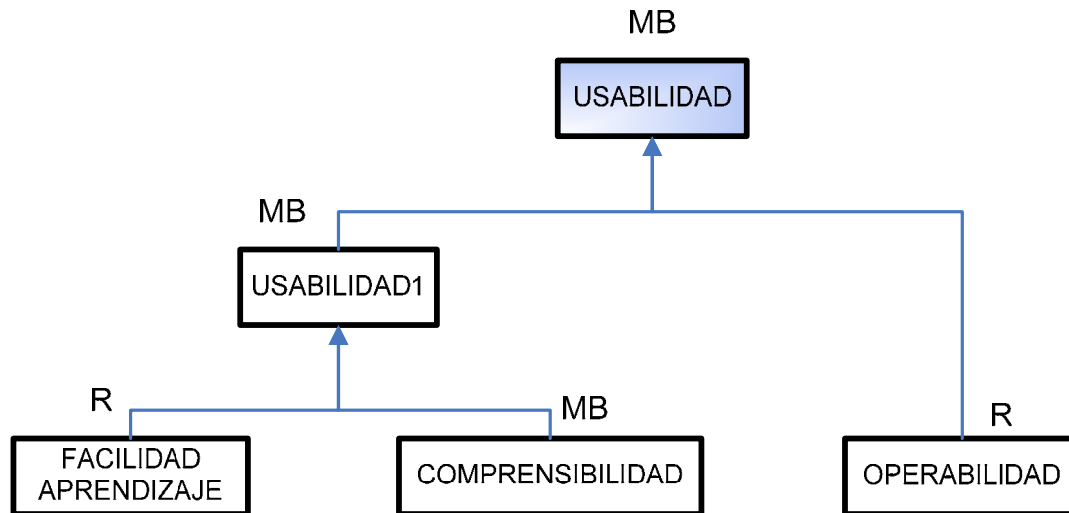 MB
USABILIDAD
MB
USABILIDAD1
R
MB
R
FACILIDAD
APRENDIZAJE
COMPRENSIBILIDAD
OPERABILIDAD